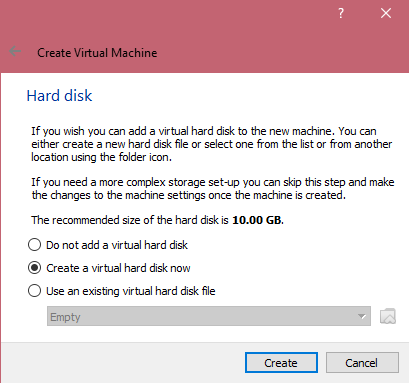 ?
Create Virtual Machine
Hard disk
If you wish you can add a virtual hard disk to the new machine. You can
either create a new hard disk file or select one from the list or from another
location using the folder icon.
If you need a more complex storage set-up you can skip this step and make
the changes to the machine settings once the machine is created.
The recommended size of the hard disk is 10.00 GB.
Do not add a virtual hard disk
Create a virtual hard disk now
Use an existing virtual hard disk file
Empty
Create Cancel